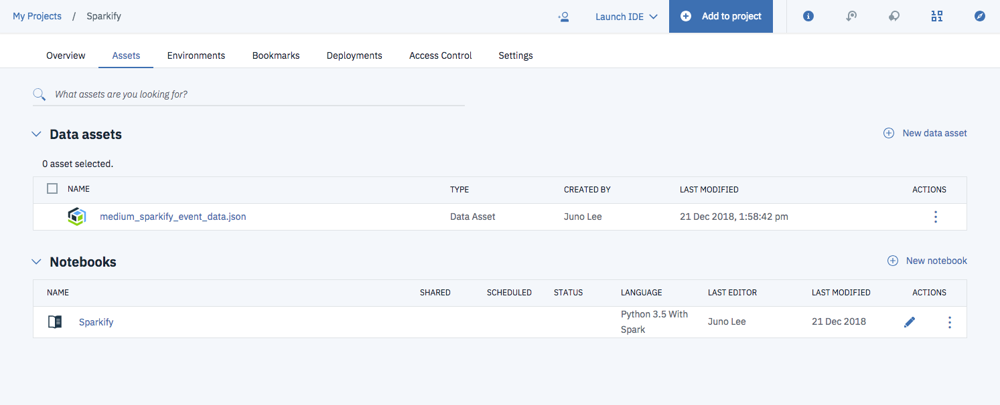 My Projects / Sparkify Launch IDE Add to project
Overview Assets Environments Bookmarks Deployments Access Control Settings
What assets are you looking for?
Data assets New data asset
0 asset selected.
NAME TYPE CREATED BY LAST MODIFIED ACTIONS
medium_sparkify_event_data.json Data Asset Juno Lee 21 Dec 2018, 1:58:42 pm
Notebooks New notebook
NAME SHARED SCHEDULED STATUS LANGUAGE LAST EDITOR LAST MODIFIED ACTIONS
Sparkify Python 3.5 With Juno Lee 21 Dec 2018
Spark